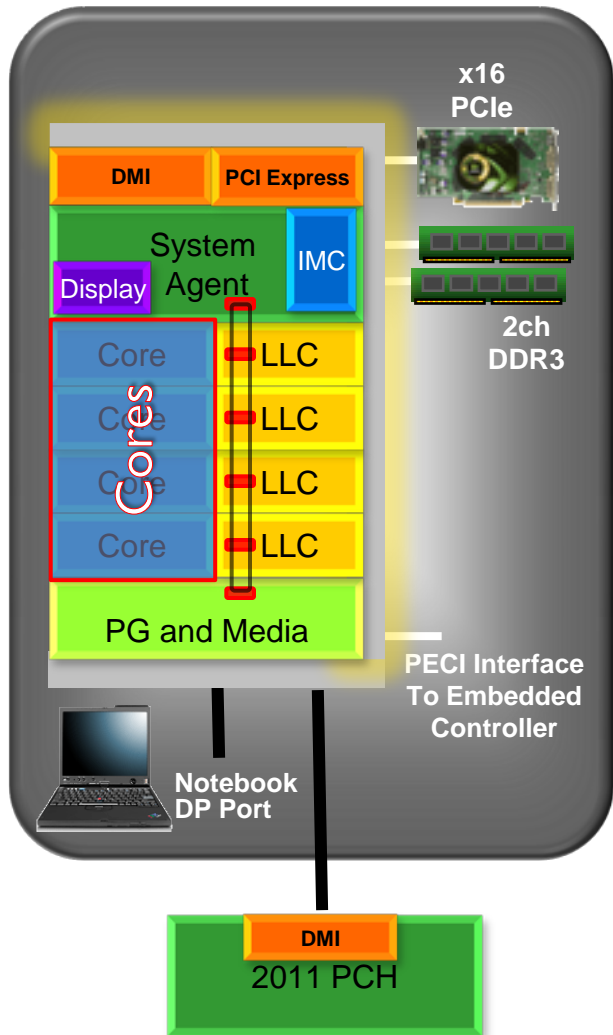 x16
PCIe
DMI
PCI Express
System
Agent
IMC
Display
2ch
DDR3
Core
LLC
Core
LLC
Core
LLC
Core
LLC
Cores
PG and Media
PECI Interface
To Embedded
Controller
Notebook
DP Port
DMI
2011 PCH